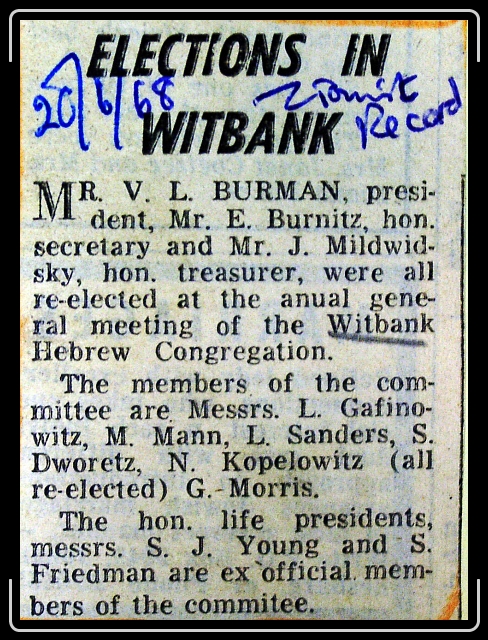 ELECTIONS IN
20/6/68 Zionist
WITBANK Record
MR. V. L. BURMAN, presi-
dent, Mr. E. Burnitz, hon.
secretary and Mr. J. Mildwid-
sky, hon. treasurer, were all
re-elected at the anual gene-
ral meeting of the Witbank
Hebrew Congregation.
The members of the com-
mittee are Messrs. L. Gafino-
witz, M. Mann, L. Sanders, S.
Dworetz, N. Kopelowitz (all
re-elected) G. Morris.
The hon. life presidents,
messrs. S. J. Young and S.
Friedman are ex official mem-
bers of the commitee.